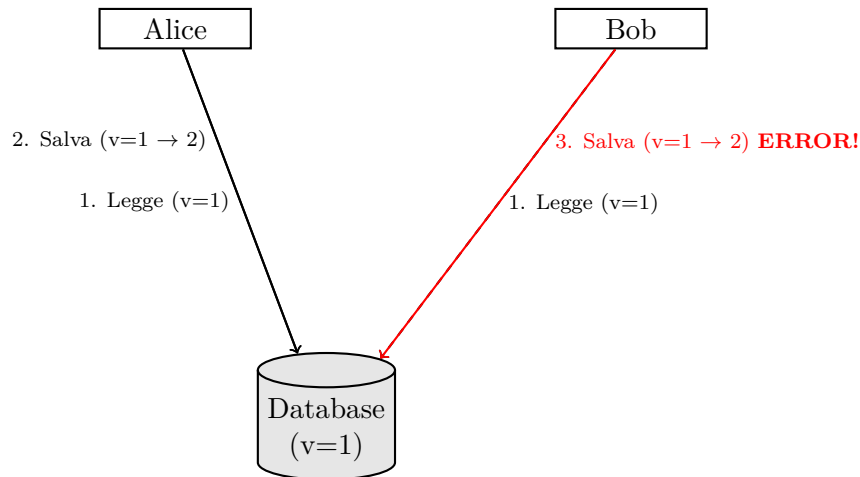 Alice
Bob
2. Salva (v=1 → 2)
3. Salva (v=1 → 2) ERROR!
1. Legge (v=1)
1. Legge (v=1)
Database
(v=1)